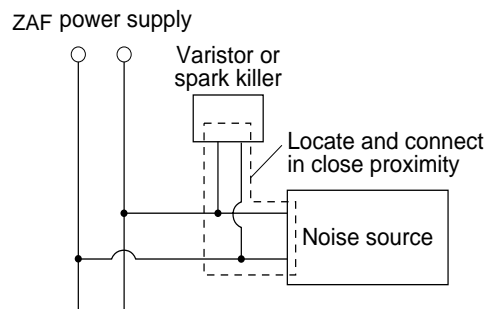 ZAF power supply
Varistor or
spark killer
Locate and connect
in close proximity
Noise source